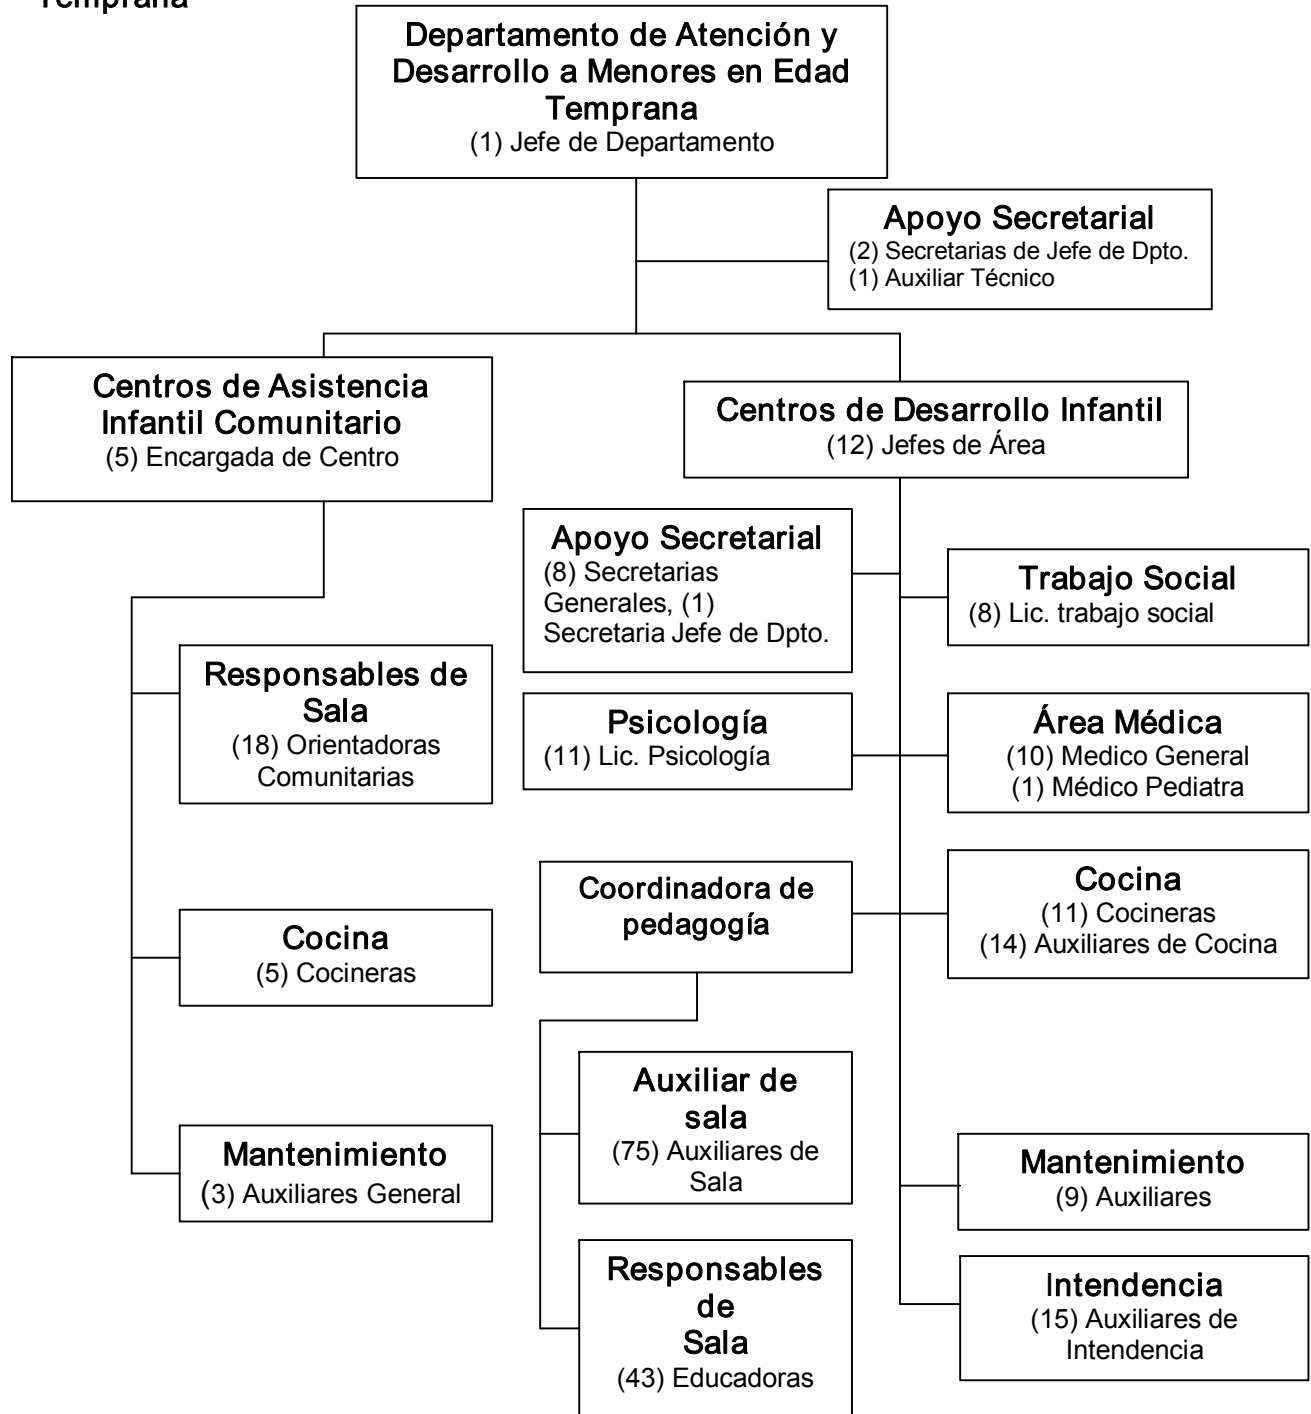 Temprana
Departamento de Atención y
Desarrollo a Menores en Edad
Temprana
(1) Jefe de Departamento
Apoyo Secretarial
(2) Secretarias de Jefe de Dpto.
(1) Auxiliar Técnico
Centros de Asistencia
Infantil Comunitario
(5) Encargada de Centro
Centros de Desarrollo Infantil
(12) Jefes de Área
Apoyo Secretarial
(8) Secretarias
Generales, (1)
Secretaria Jefe de Dpto.
Trabajo Social
(8) Lic. trabajo social
Responsables de
Sala
(18) Orientadoras
Comunitarias
Psicología
(11) Lic. Psicología
Área Médica
(10) Medico General
(1) Médico Pediatra
Coordinadora de
pedagogía
Cocina
(11) Cocineras
(14) Auxiliares de Cocina
Cocina
(5) Cocineras
Auxiliar de
sala
(75) Auxiliares de
Sala
Mantenimiento
(3) Auxiliares General
Mantenimiento
(9) Auxiliares
Responsables
de
Sala
(43) Educadoras
Intendencia
(15) Auxiliares de
Intendencia